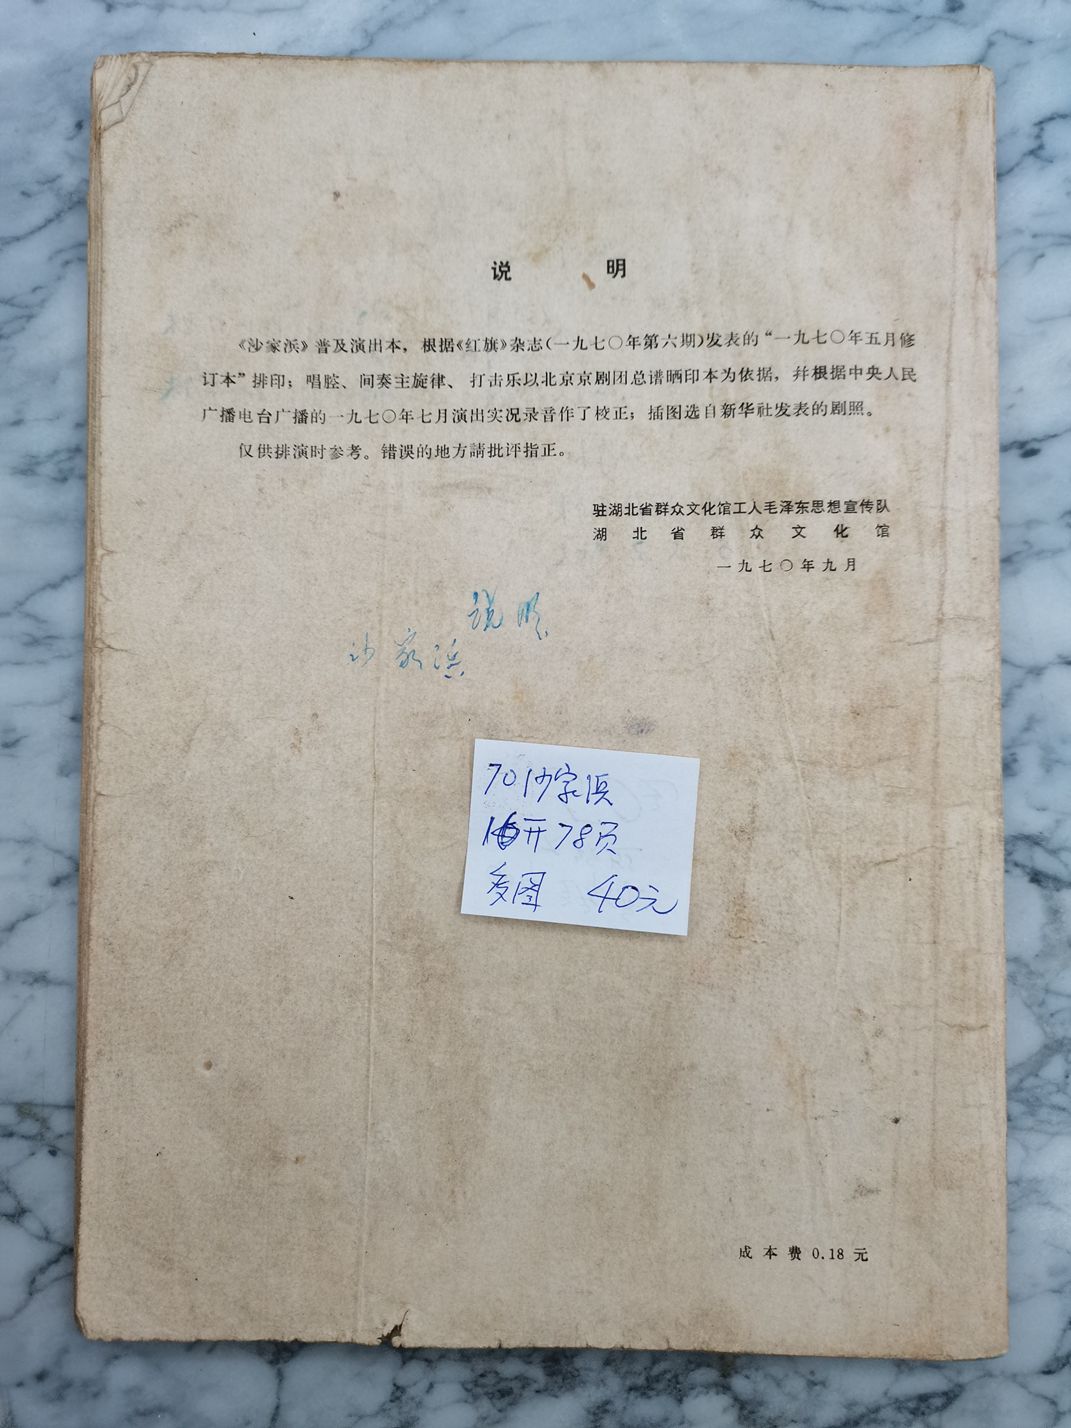 说 明
《沙家浜》普及演出本，根据《红旗》杂志(一九七〇年第六期)发表的“一九七〇年五月修
订本”排印；唱腔、间奏主旋律、打击乐以北京京剧团总谱晒印本为依据，并根据中央人民
广播电台广播的一九七〇年七月演出实况录音作了校正；插图选自新华社发表的剧照。
仅供排演时参考。错误的地方請批评指正。
驻湖北省群众文化馆工人毛泽东思想宣传队
湖北省群众文化馆
一九七〇年九月
说明
沙家浜
70沙家浜
16开78页
多图 40元
成本费0.18元